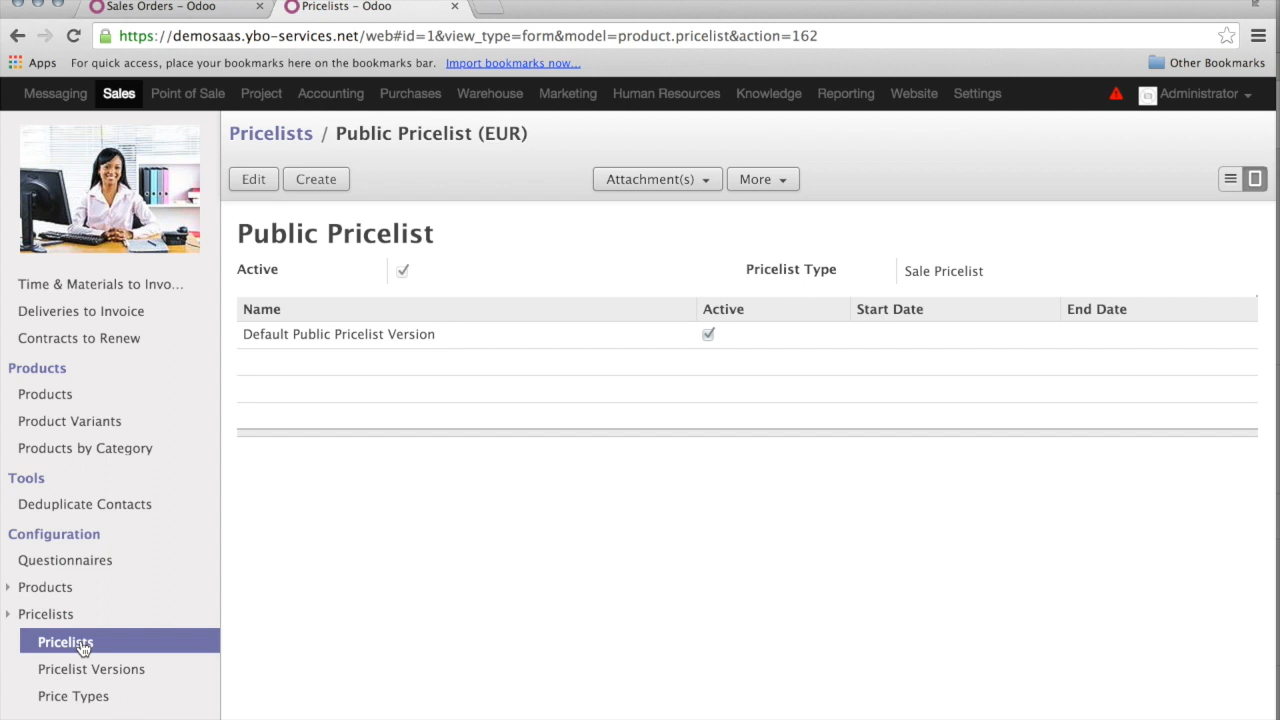 Sales Orders - Odoo
Pricelists - Odoo
https://demosaas.ybo-services.net/web#id=1&view_type=form&model=product.pricelist&action=162
Apps For quick access, place your bookmarks here on the bookmarks bar. Import bookmarks now... Other Bookmarks
Messaging Sales Point of Sale Project Accounting Purchases Warehouse Marketing Human Resources Knowledge Reporting Website Settings Administrator
Pricelists / Public Pricelist (EUR)
Edit Create Attachment(s) More
Public Pricelist
Active Pricelist Type Sale Pricelist
Name Active Start Date End Date
Default Public Pricelist Version
Time & Materials to Invo...
Deliveries to Invoice
Contracts to Renew
Products
Products
Product Variants
Products by Category
Tools
Deduplicate Contacts
Configuration
Questionnaires
Products
Pricelists
Pricelists
Pricelist Versions
Price Types